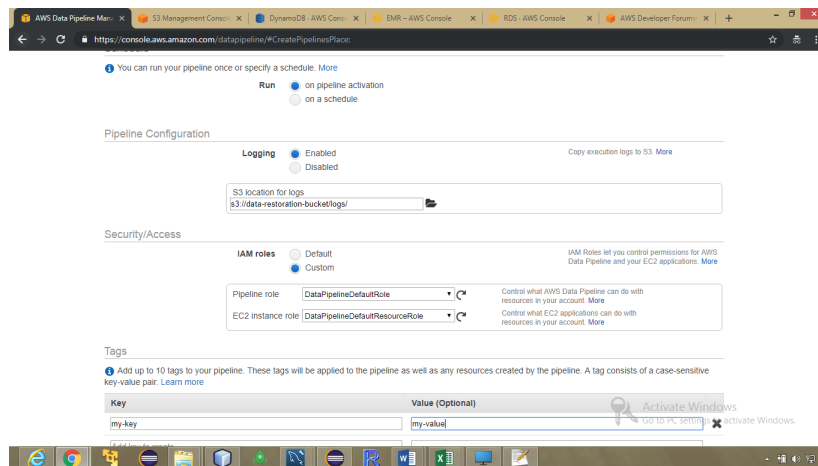 AWS Data Pipeline Mana
S3 Management Console
DynamoDB · AWS Conso
EMR – AWS Console
RDS · AWS Console
AWS Developer Forums:
https://console.aws.amazon.com/datapipeline/#CreatePipelinesPlace:
You can run your pipeline once or specify a schedule. More
Run on pipeline activation
on a schedule
Pipeline Configuration
Logging Enabled Copy execution logs to S3. More
Disabled
S3 location for logs
s3://data-restoration-bucket/logs/
Security/Access
IAM roles Default IAM Roles let you control permissions for AWS
Custom Data Pipeline and your EC2 applications. More
Pipeline role DataPipelineDefaultRole Control what AWS Data Pipeline can do with
resources in your account. More
EC2 instance role DataPipelineDefaultResourceRole Control what EC2 applications can do with
resources in your account. More
Tags
Add up to 10 tags to your pipeline. These tags will be applied to the pipeline as well as any resources created by the pipeline. A tag consists of a case-sensitive
key-value pair. Learn more
Key Value (Optional)
Activate Windows
my-key my-value Go to PC settings to activate Windows.